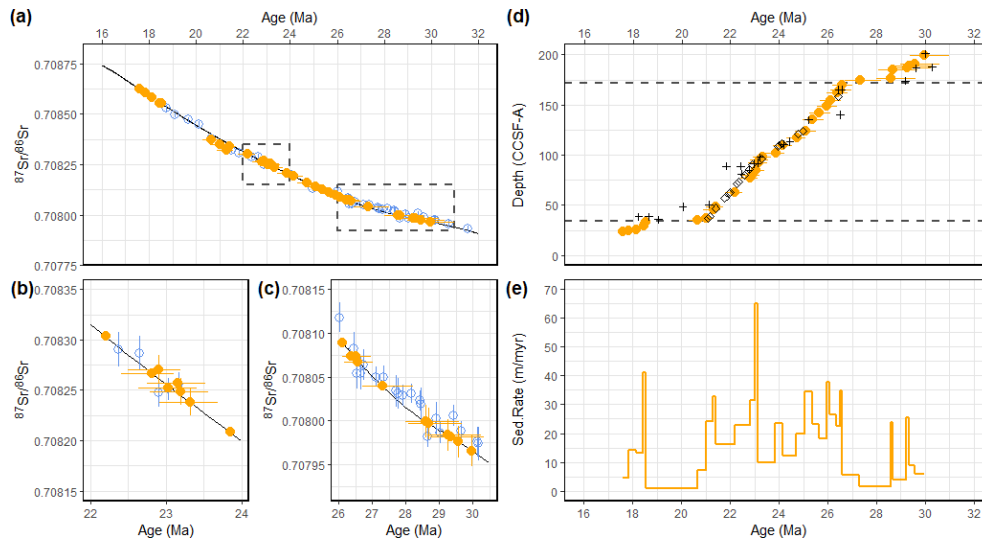 (a)
Age (Ma)
16 18 20 22 24 26 28 30 32
⁸⁷Sr/⁸⁶Sr
0.70875
0.70850
0.70825
0.70800
0.70775
(b)
⁸⁷Sr/⁸⁶Sr
0.70835
0.70830
0.70825
0.70820
0.70815
22 23 24
Age (Ma)
(c)
⁸⁷Sr/⁸⁶Sr
0.70815
0.70810
0.70805
0.70800
0.70795
26 27 28 29 30
Age (Ma)
(d)
Age (Ma)
16 18 20 22 24 26 28 30
Depth (CCSF-A)
200
150
100
50
0
(e)
Sed.Rate (m/myr)
70
60
50
40
30
20
10
0
16 18 20 22 24 26 28 30
Age (Ma)